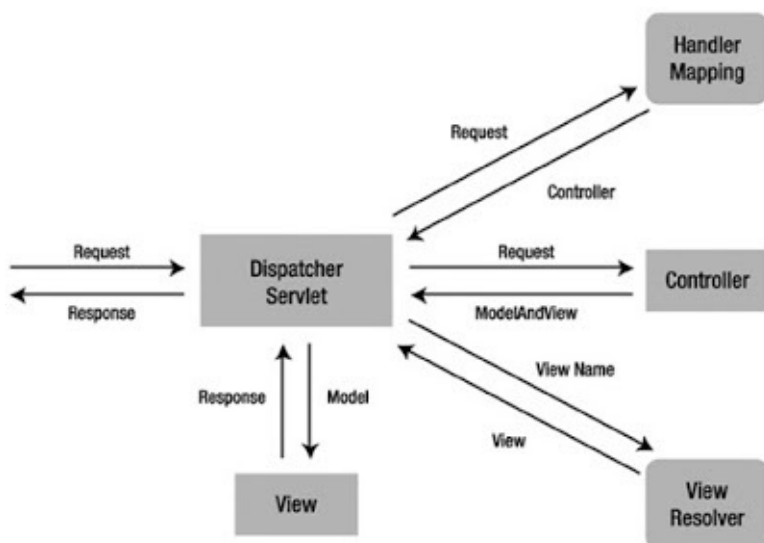 Handler
Mapping
Request
Controller
Request
Response
Dispatcher
Servlet
Request
ModelAndView
Controller
View Name
View
Response
Model
View
View
Resolver